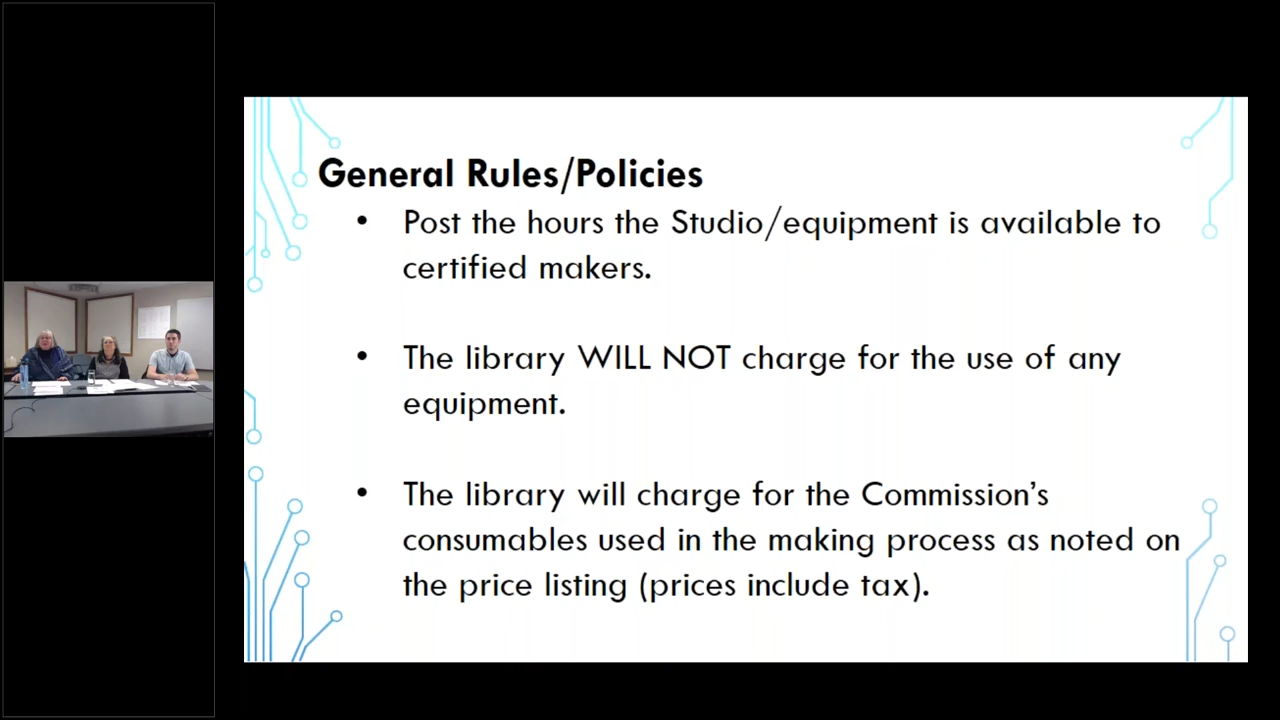 General Rules/Policies
• Post the hours the Studio/equipment is available to
certified makers.
• The library WILL NOT charge for the use of any
equipment.
• The library will charge for the Commission's
consumables used in the making process as noted on
the price listing (prices include tax).